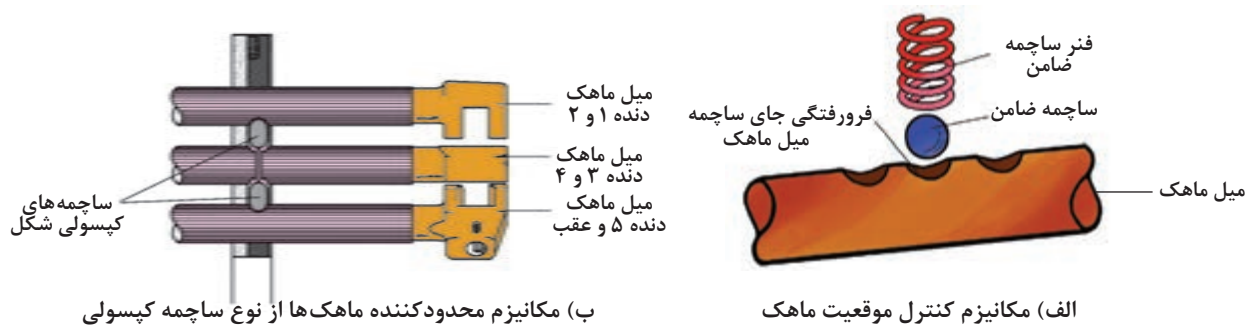 فنر ساچمه
ضامن
ساچمه ضامن
فرورفتگی جای ساچمه
میل ماهک
میل ماهک
الف) مکانیزم کنترل موقعیت ماهک
میل ماهک
دنده ۱ و ۲
میل ماهک
دنده ۳ و ۴
میل ماهک
دنده ۵ و عقب
ساچمه‌های
کپسولی شکل
ب) مکانیزم محدودکننده ماهک‌ها از نوع ساچمه کپسولی